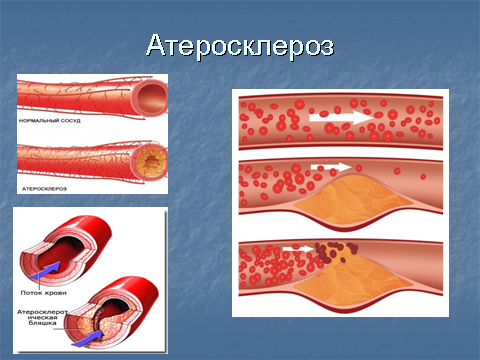 Атеросклероз
НОРМАЛЬНЫЙ СОСУД
АТЕРОСКЛЕРОЗ
Поток крови
Атеросклерот
ическая
бляшка